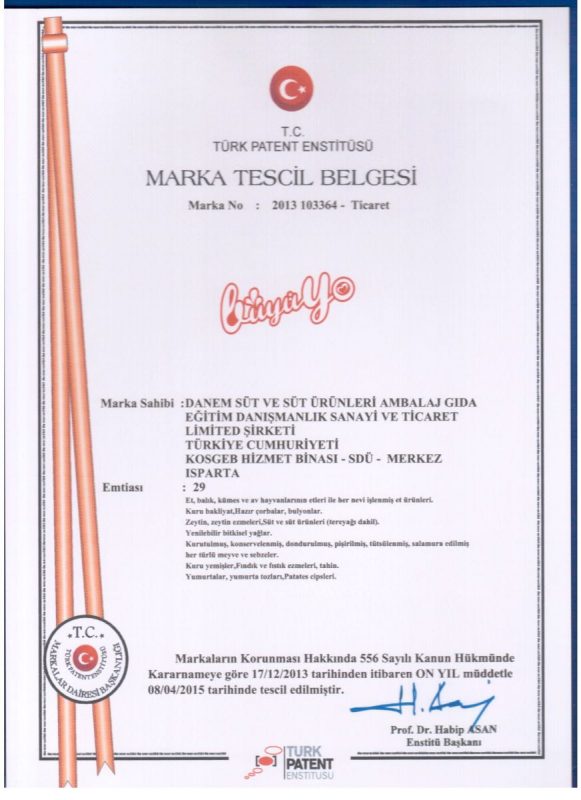 T.C.
TÜRK PATENT ENSTİTÜSÜ
MARKA TESCİL BELGESİ
Marka No : 2013 103364 - Ticaret
Marka Sahibi :DANEM SÜT VE SÜT ÜRÜNLERİ AMBALAJ GIDA
EĞİTİM DANIŞMANLIK SANAYİ VE TİCARET
LIMITED ŞİRKETİ
TÜRKİYE CUMHURİYETİ
KOSGEB HİZMET BİNASI - SDÜ - MERKEZ
ISPARTA
Emtiası : 29
Et, balık, kümes ve av hayvanlarının etleri ile her nevi işlenmiş et ürünleri.
Kuru bakliyat,Hazır çorbalar, bulyonlar.
Zeytin, zeytin ezmeleri,Süt ve süt ürünleri (tereyağı dahil).
Yenilebilir bitkisel yağlar.
Kurutulmuş, konservelenmiş, dondurulmuş, pişirilmiş, tütsülenmiş, salamura edilmiş
her türlü meyve ve sebzeler.
Kuru yemişler,Fındık ve fıstık ezmeleri, tahin.
Yumurtalar, yumurta tozları,Patates cipsleri.
T.C.
TÜRK PATENT ENSTİTÜSÜ
MARKALAR DAİRESİ BAŞKANLIĞI
Markaların Korunması Hakkında 556 Sayılı Kanun Hükmünde
Kararnameye göre 17/12/2013 tarihinden itibaren ON YIL müddetle
08/04/2015 tarihinde tescil edilmiştir.
Prof. Dr. Habip ASAN
Enstitü Başkanı
TÜRK
PATENT
ENSTİTÜSÜ